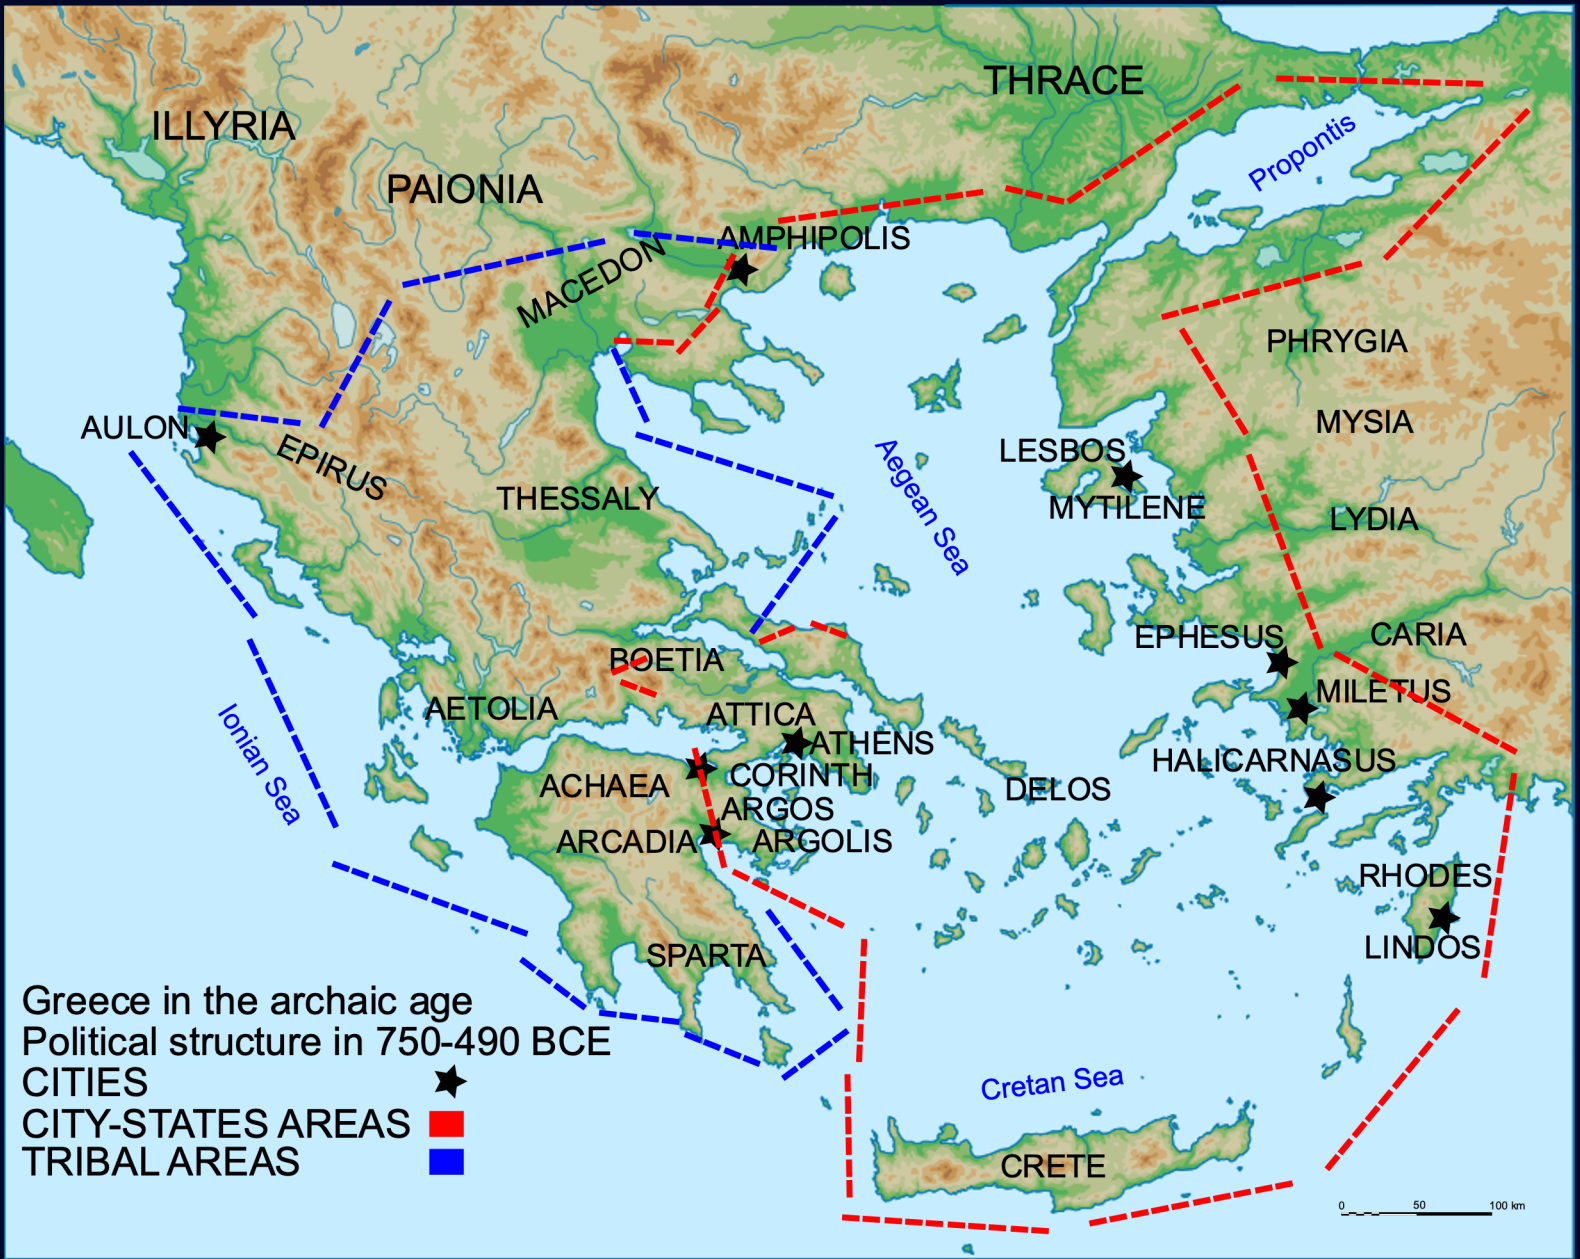 THRACE
ILLYRIA
Propontis
PAIONIA
AMPHIPOLIS
MACEDON
PHRYGIA
MYSIA
AULON
EPIRUS
LESBOS
Aegean Sea
THESSALY
MYTILENE
LYDIA
EPHESUS
CARIA
BOETIA
MILETUS
AETOLIA
ATTICA
ATHENS
Ionian Sea
HALICARNASUS
CORINTH
ACHAEA
DELOS
ARGOS
ARCADIA
ARGOLIS
RHODES
LINDOS
SPARTA
Greece in the archaic age
Political structure in 750-490 BCE
CITIES
CITY-STATES AREAS
TRIBAL AREAS
Cretan Sea
CRETE
0 50 100 km